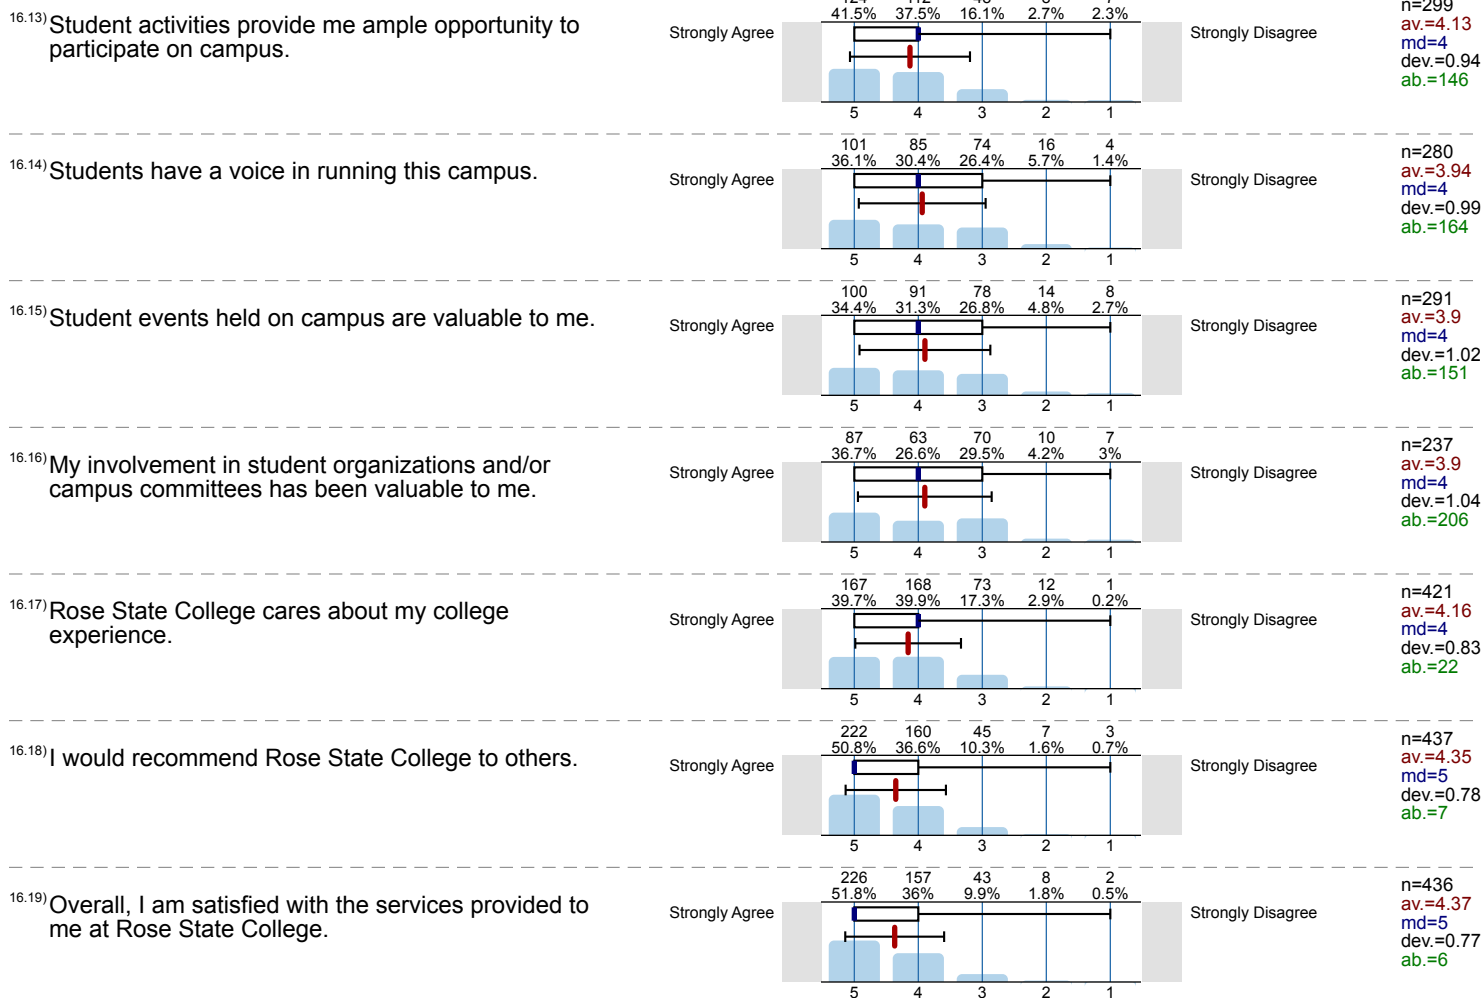 41.5% 37.5% 16.1% 2.7% 2.3%
16.13) Student activities provide me ample opportunity to
participate on campus.
Strongly Agree
Strongly Disagree
n=299
av.=4.13
md=4
dev.=0.94
ab.=146
5 4 3 2 1
101 85 74 16 4
36.1% 30.4% 26.4% 5.7% 1.4%
16.14) Students have a voice in running this campus.
Strongly Agree
Strongly Disagree
n=280
av.=3.94
md=4
dev.=0.99
ab.=164
5 4 3 2 1
100 91 78 14 8
34.4% 31.3% 26.8% 4.8% 2.7%
16.15) Student events held on campus are valuable to me.
Strongly Agree
Strongly Disagree
n=291
av.=3.9
md=4
dev.=1.02
ab.=151
5 4 3 2 1
87 63 70 10 7
36.7% 26.6% 29.5% 4.2% 3%
16.16) My involvement in student organizations and/or
campus committees has been valuable to me.
Strongly Agree
Strongly Disagree
n=237
av.=3.9
md=4
dev.=1.04
ab.=206
5 4 3 2 1
167 168 73 12 1
39.7% 39.9% 17.3% 2.9% 0.2%
16.17) Rose State College cares about my college
experience.
Strongly Agree
Strongly Disagree
n=421
av.=4.16
md=4
dev.=0.83
ab.=22
5 4 3 2 1
222 160 45 7 3
50.8% 36.6% 10.3% 1.6% 0.7%
16.18) I would recommend Rose State College to others.
Strongly Agree
Strongly Disagree
n=437
av.=4.35
md=5
dev.=0.78
ab.=7
5 4 3 2 1
226 157 43 8 2
51.8% 36% 9.9% 1.8% 0.5%
16.19) Overall, I am satisfied with the services provided to
me at Rose State College.
Strongly Agree
Strongly Disagree
n=436
av.=4.37
md=5
dev.=0.77
ab.=6
5 4 3 2 1